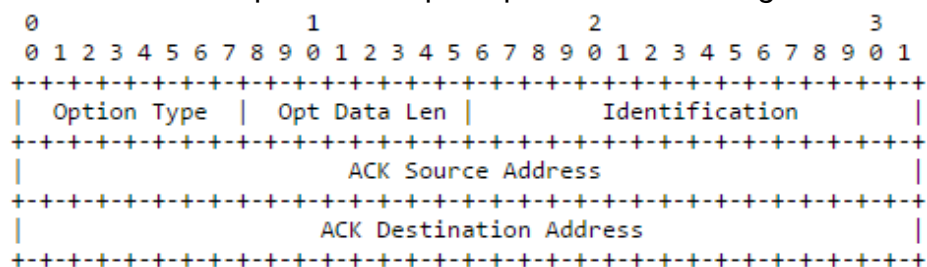 0                   1                   2                   3
0 1 2 3 4 5 6 7 8 9 0 1 2 3 4 5 6 7 8 9 0 1 2 3 4 5 6 7 8 9 0 1
+-+-+-+-+-+-+-+-+-+-+-+-+-+-+-+-+-+-+-+-+-+-+-+-+-+-+-+-+-+-+-+-+
| Option Type | Opt Data Len | Identification |
+-+-+-+-+-+-+-+-+-+-+-+-+-+-+-+-+-+-+-+-+-+-+-+-+-+-+-+-+-+-+-+-+
| ACK Source Address |
+-+-+-+-+-+-+-+-+-+-+-+-+-+-+-+-+-+-+-+-+-+-+-+-+-+-+-+-+-+-+-+-+
| ACK Destination Address |
+-+-+-+-+-+-+-+-+-+-+-+-+-+-+-+-+-+-+-+-+-+-+-+-+-+-+-+-+-+-+-+-+